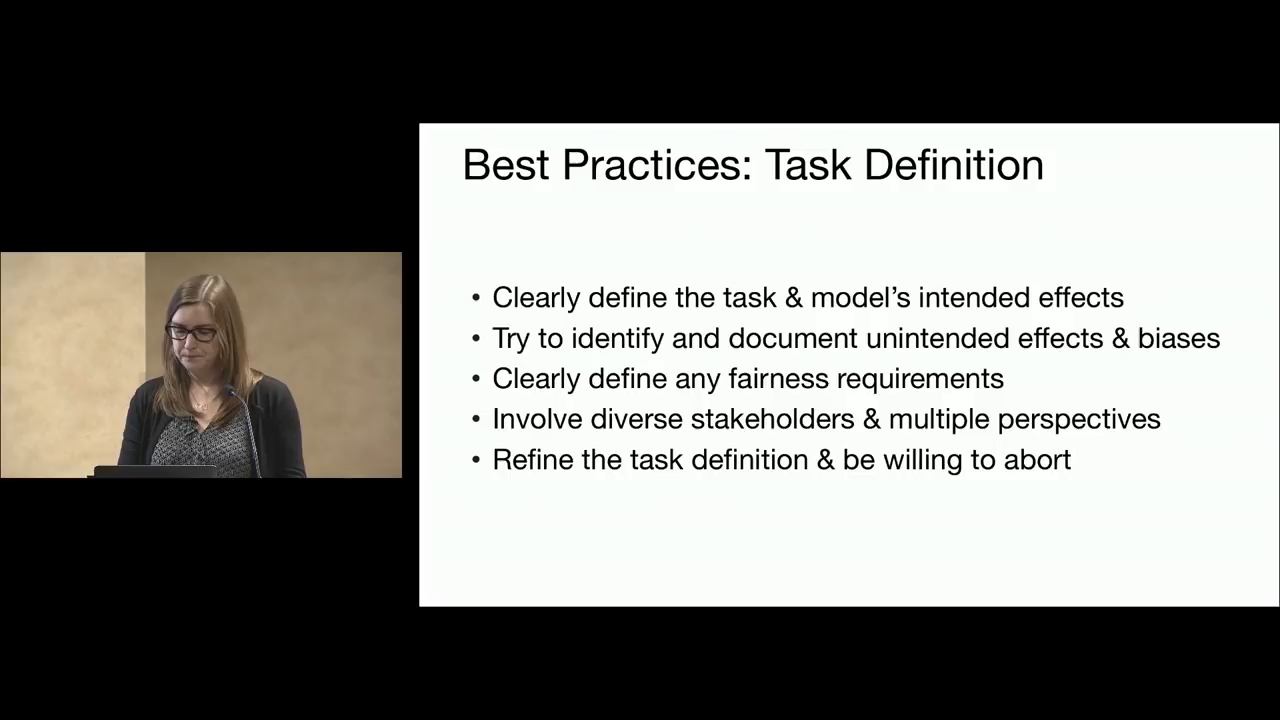 Best Practices: Task Definition
• Clearly define the task & model’s intended effects
• Try to identify and document unintended effects & biases
• Clearly define any fairness requirements
• Involve diverse stakeholders & multiple perspectives
• Refine the task definition & be willing to abort